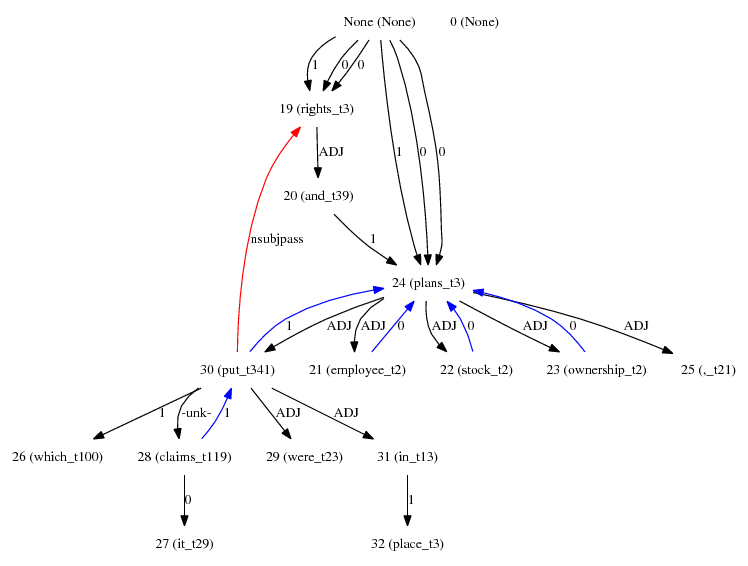 None (None) 0 (None)
1 0 0
19 (rights_t3)
ADJ 1 0 0
20 (and_t39)
nsubjpass 1
24 (plans_t3)
1 ADJ ADJ 0 ADJ 0 ADJ 0 ADJ
30 (put_t341) 21 (employee_t2) 22 (stock_t2) 23 (ownership_t2) 25 (,_t21)
1 -unk- 1 ADJ ADJ
26 (which_t100) 28 (claims_t119) 29 (were_t23) 31 (in_t13)
0 1
27 (it_t29) 32 (place_t3)